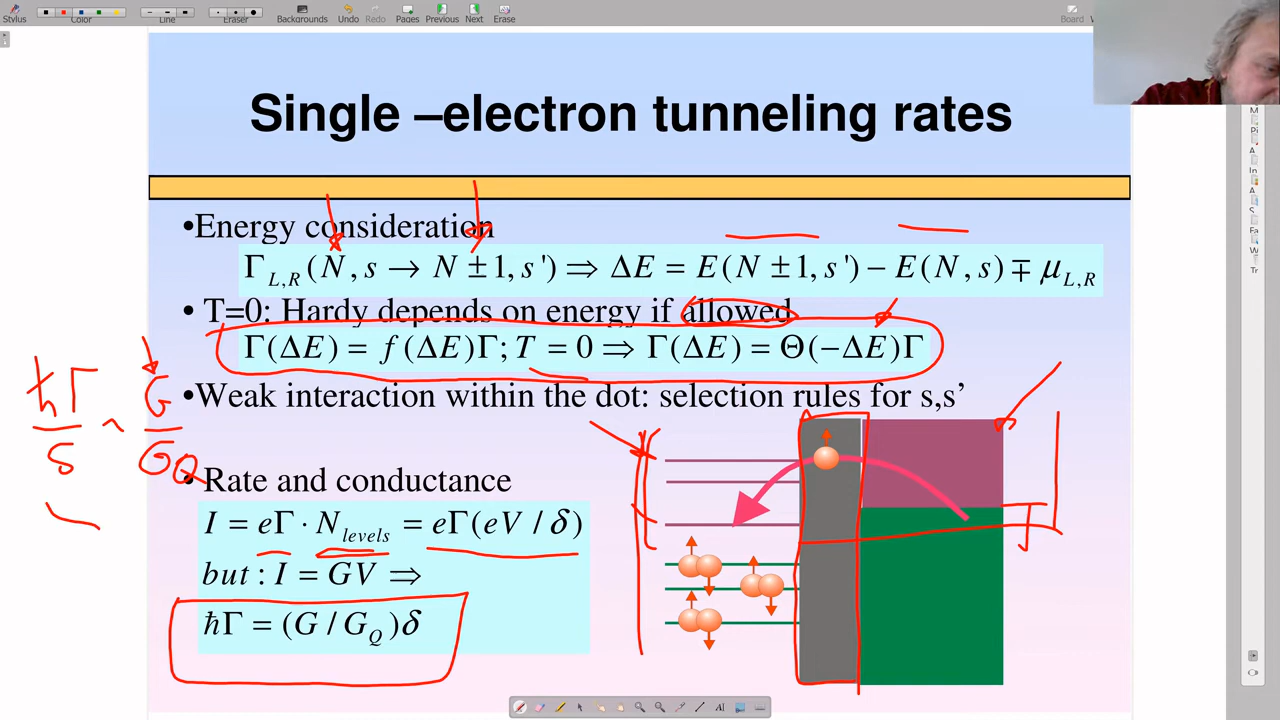 Stylus
Color
Line
Eraser
Backgrounds
Undo
Redo
Pages
Previous
Next
Erase
Board
Single –electron tunneling rates
•Energy consideration
Γ_{L,R}(N, s → N ±1, s') ⇒ ΔE = E(N ±1, s') − E(N, s) ∓ μ_{L,R}
• T=0: Hardy depends on energy if allowed
Γ(ΔE) = f(ΔE)Γ; T = 0 ⇒ Γ(ΔE) = Θ(−ΔE)Γ
•Weak interaction within the dot: selection rules for s,s’
ħΓ/δ ~ G/G_Q
• Rate and conductance
I = eΓ · N_{levels} = eΓ(eV / δ)
but : I = GV ⇒
ħΓ = (G / G_Q)δ